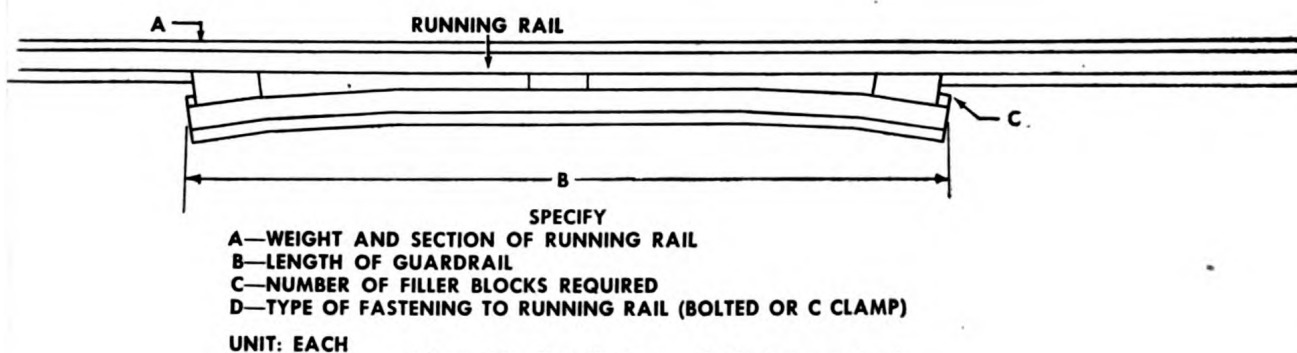 A
RUNNING RAIL
C
B
SPECIFY
A—WEIGHT AND SECTION OF RUNNING RAIL
B—LENGTH OF GUARDRAIL
C—NUMBER OF FILLER BLOCKS REQUIRED
D—TYPE OF FASTENING TO RUNNING RAIL (BOLTED OR C CLAMP)
UNIT: EACH